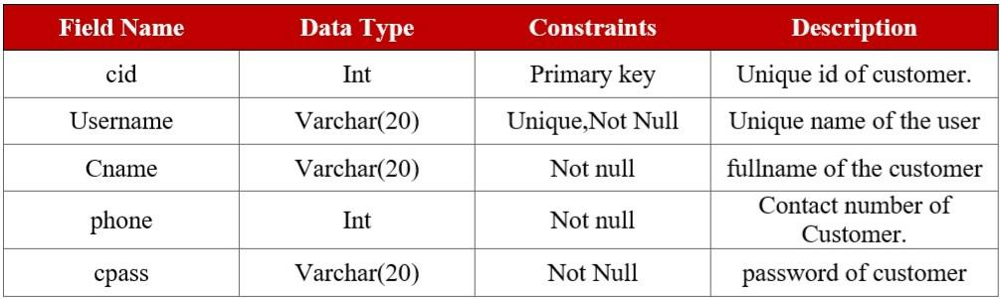 Field Name Data Type Constraints Description
cid Int Primary key Unique id of customer.
Username Varchar(20) Unique,Not Null Unique name of the user
Cname Varchar(20) Not null fullname of the customer
phone Int Not null Contact number of
Customer.
cpass Varchar(20) Not Null password of customer